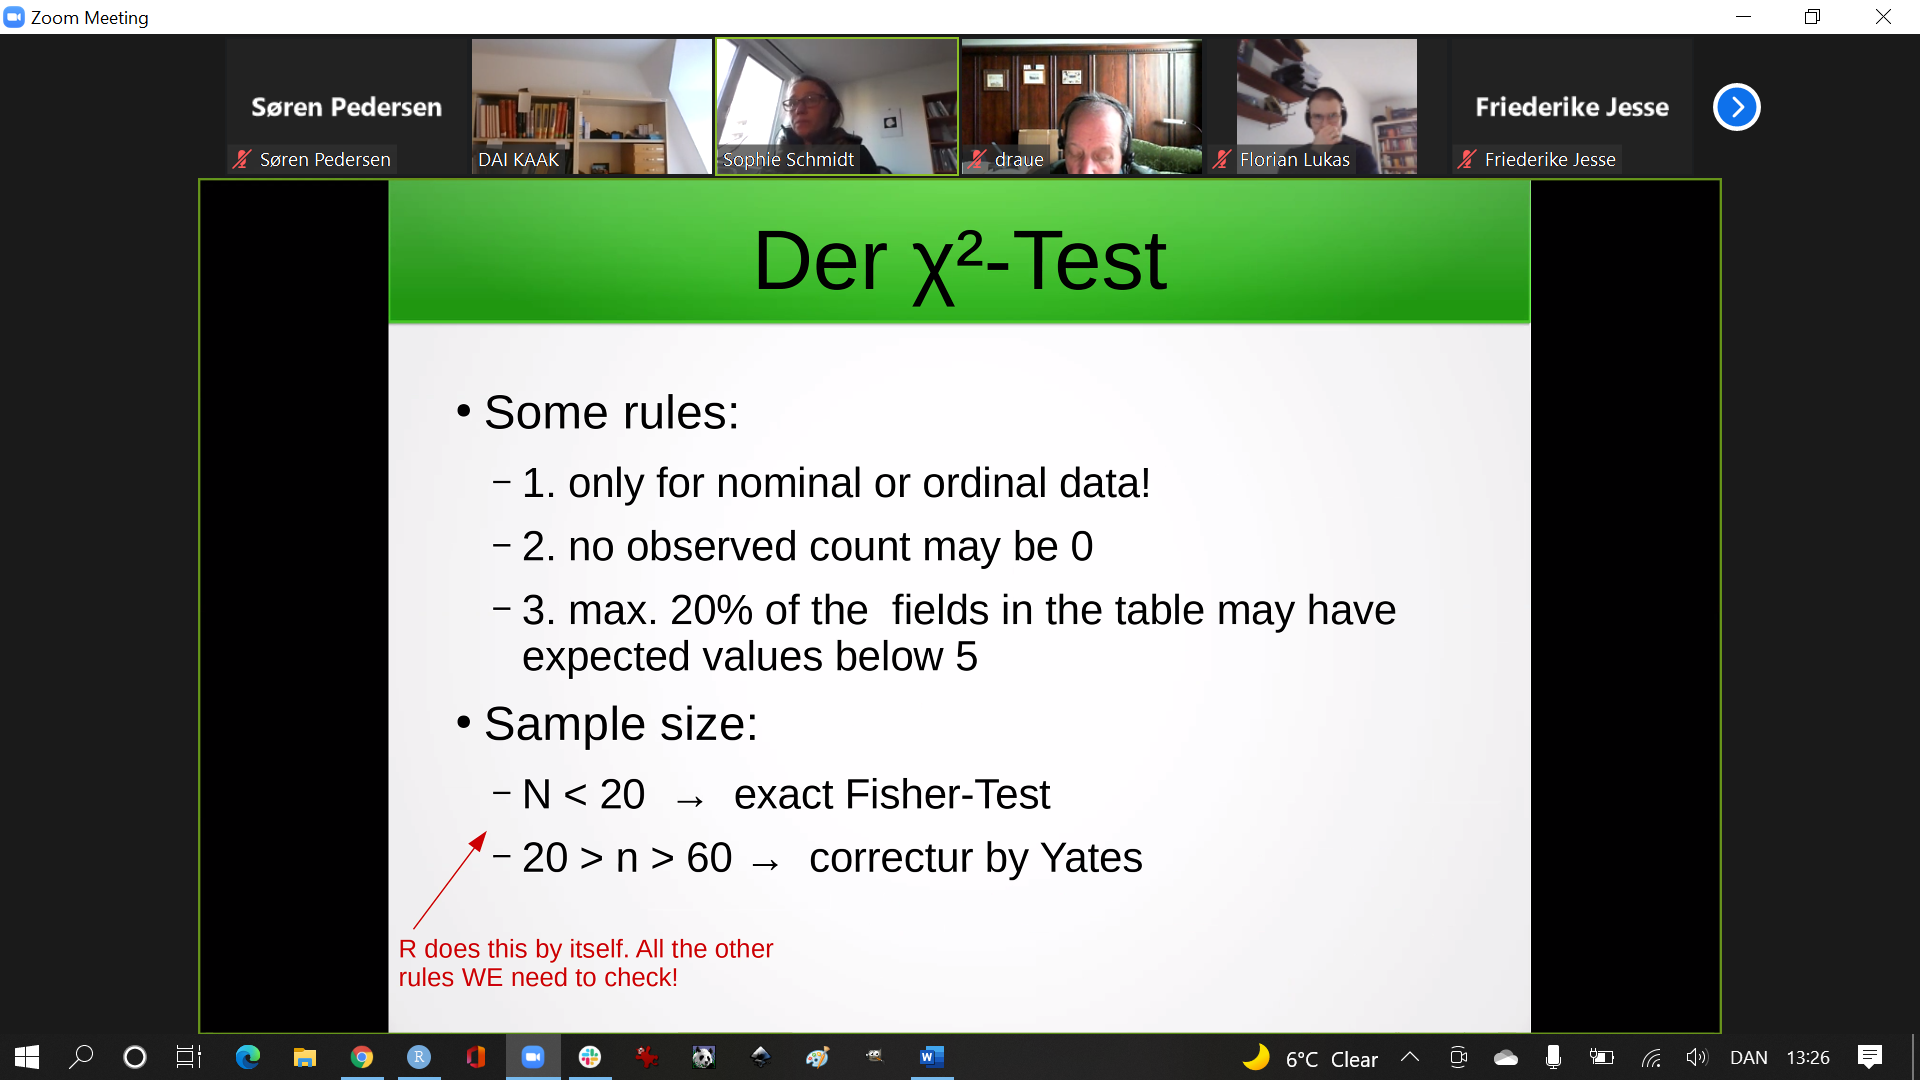 Zoom Meeting
Søren Pedersen
Friederike Jesse
Søren Pedersen
DAI KAAK
Sophie Schmidt
draue
Florian Lukas
Friederike Jesse
Der χ²-Test
• Some rules:
– 1. only for nominal or ordinal data!
– 2. no observed count may be 0
– 3. max. 20% of the  fields in the table may have
expected values below 5
• Sample size:
– N < 20 → exact Fisher-Test
– 20 > n > 60 → correctur by Yates
R does this by itself. All the other
rules WE need to check!
6°C Clear
DAN
13:26